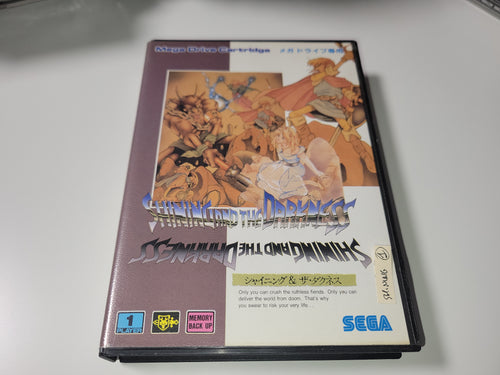 Mega Drive Cartridge メガドライブ専用
SHINING AND THE DARKNESS
SHINING AND THE DARKNESS
シャイニング&ザ・ダクネス
Only you can crush the ruthless fiends. Only you can
deliver the world from doom. That's why
you swear to risk your very life...
1
PLAYER
MEMORY
BACK UP
SEGA